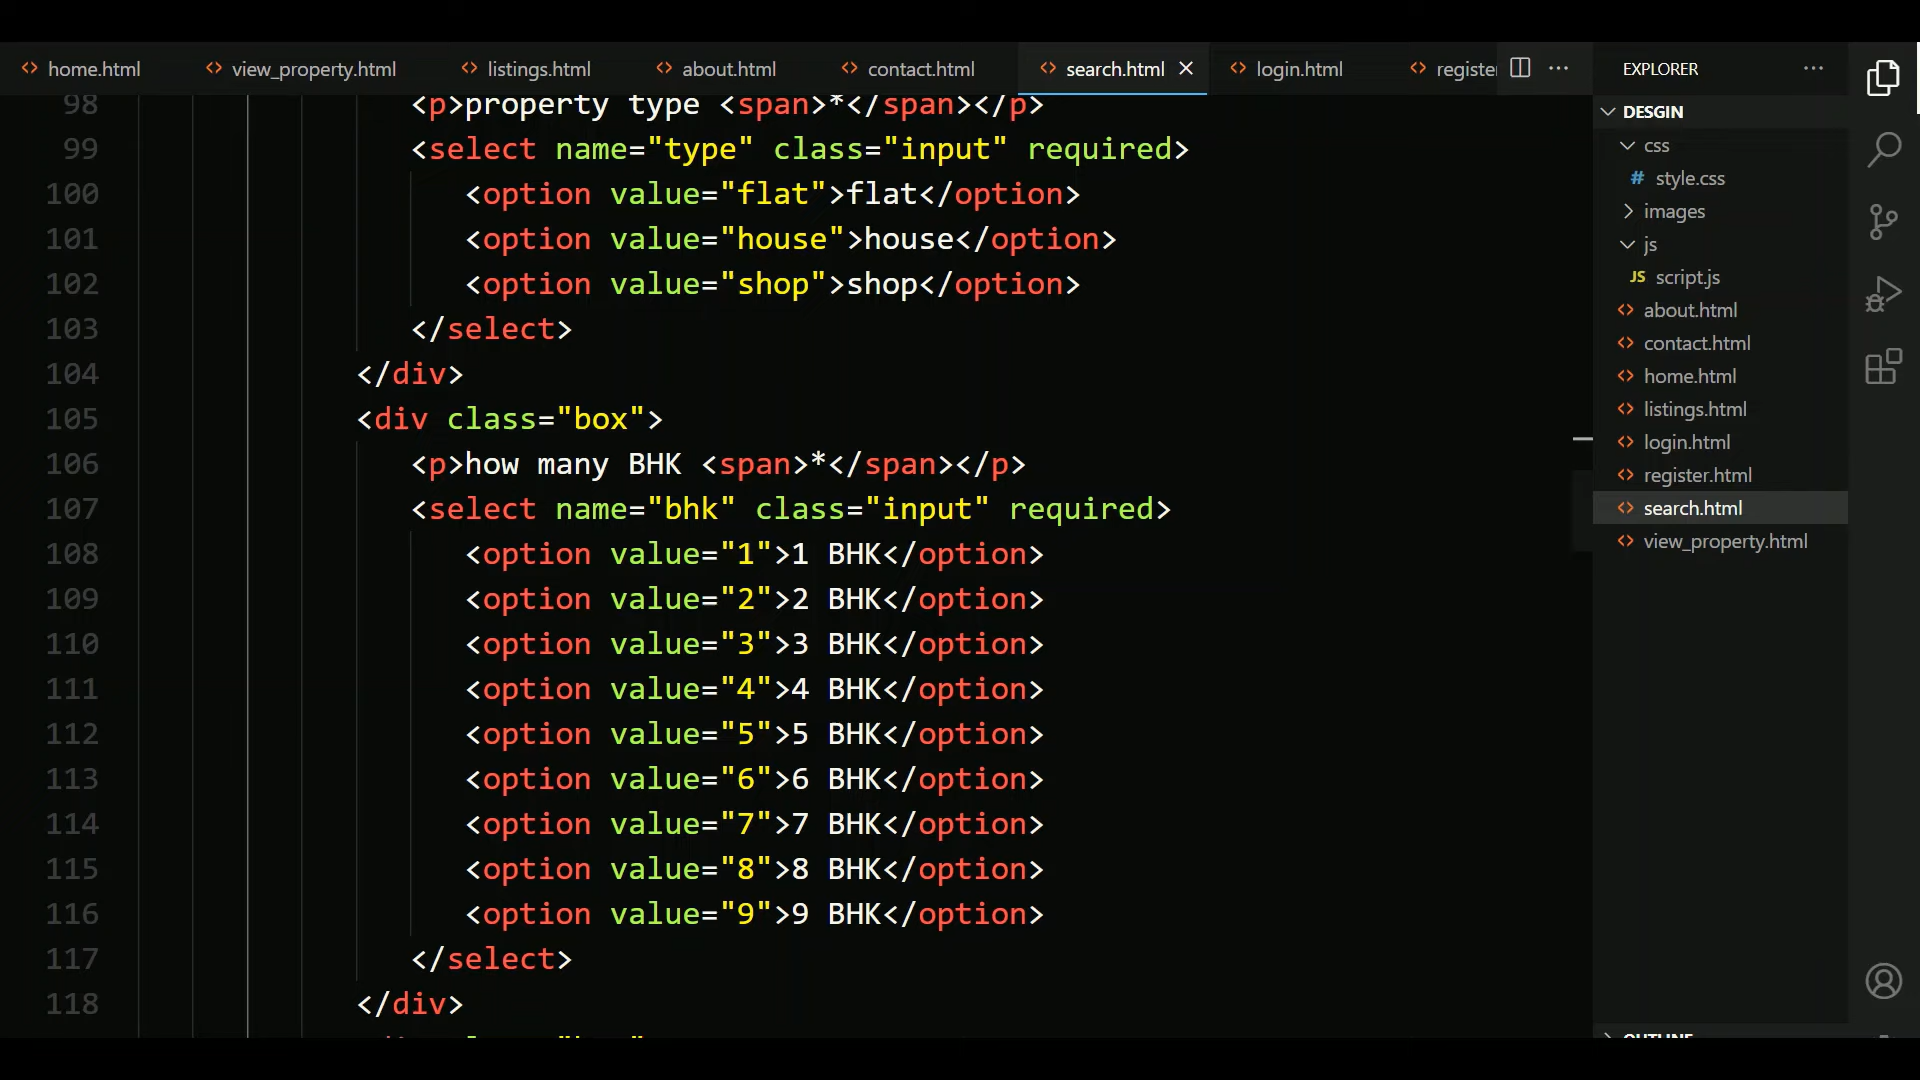 home.html
view_property.html
listings.html
about.html
contact.html
search.html
login.html
register
EXPLORER
98 <p>property type <span>*</span></p>
99 <select name="type" class="input" required>
100 <option value="flat">flat</option>
101 <option value="house">house</option>
102 <option value="shop">shop</option>
103 </select>
104 </div>
105 <div class="box">
106 <p>how many BHK <span>*</span></p>
107 <select name="bhk" class="input" required>
108 <option value="1">1 BHK</option>
109 <option value="2">2 BHK</option>
110 <option value="3">3 BHK</option>
111 <option value="4">4 BHK</option>
112 <option value="5">5 BHK</option>
113 <option value="6">6 BHK</option>
114 <option value="7">7 BHK</option>
115 <option value="8">8 BHK</option>
116 <option value="9">9 BHK</option>
117 </select>
118 </div>
DESGIN
css
# style.css
images
js
JS script.js
about.html
contact.html
home.html
listings.html
login.html
register.html
search.html
view_property.html
OUTLINE